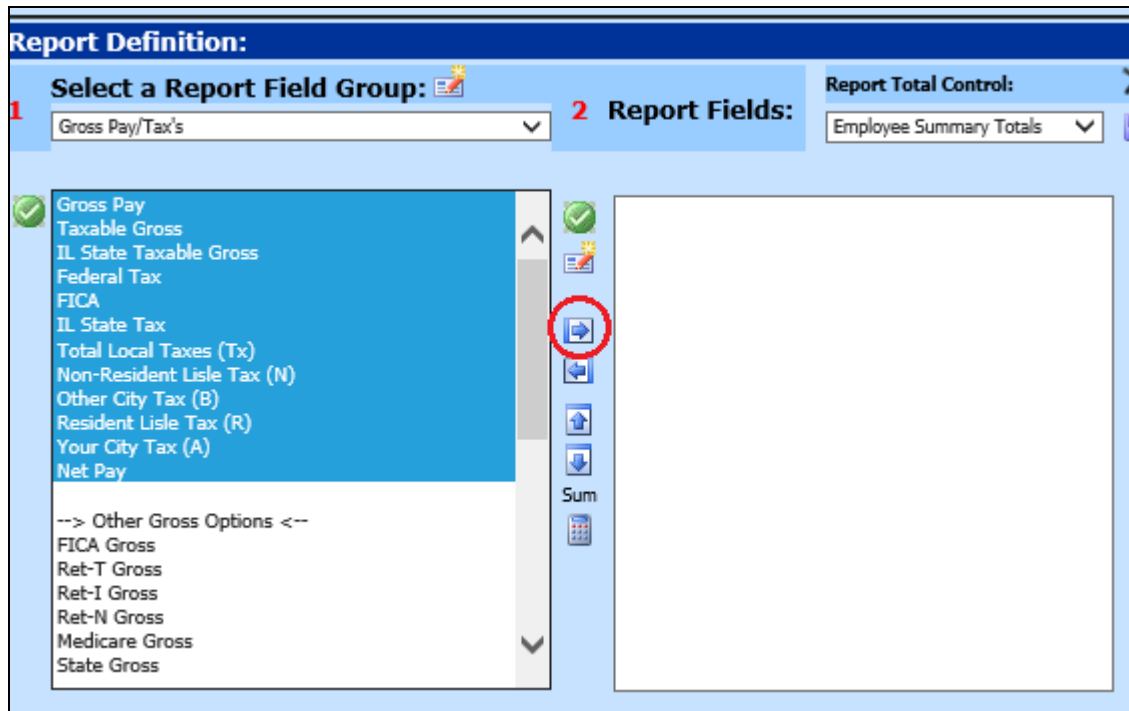 Report Definition:
1 Select a Report Field Group:
Gross Pay/Tax's
2 Report Fields:
Report Total Control:
Employee Summary Totals
Gross Pay
Taxable Gross
IL State Taxable Gross
Federal Tax
FICA
IL State Tax
Total Local Taxes (Tx)
Non-Resident Lisle Tax (N)
Other City Tax (B)
Resident Lisle Tax (R)
Your City Tax (A)
Net Pay
--> Other Gross Options <--
FICA Gross
Ret-T Gross
Ret-I Gross
Ret-N Gross
Medicare Gross
State Gross
Sum